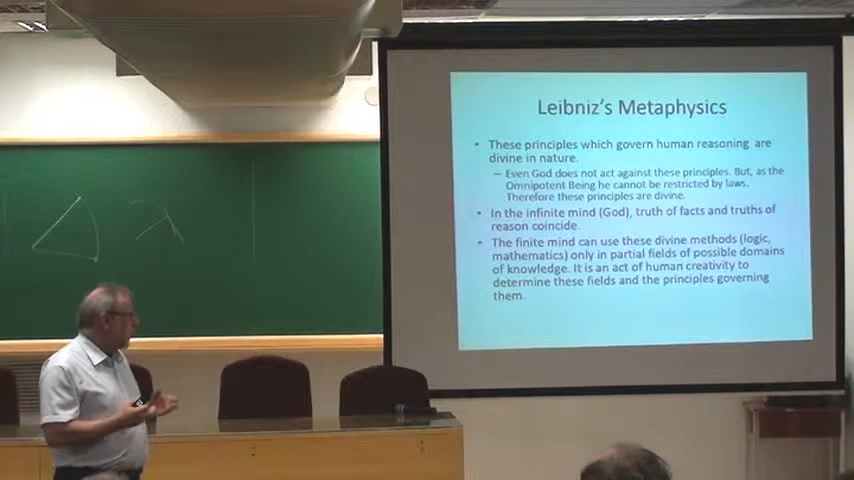 Leibniz's Metaphysics
• These principles which govern human reasoning are
divine in nature.
– Even God does not act against these principles. But, as the
Omnipotent Being he cannot be restricted by laws.
Therefore these principles are divine.
• In the infinite mind (God), truth of facts and truths of
reason coincide.
• The finite mind can use these divine methods (logic,
mathematics) only in partial fields of possible domains
of knowledge. It is an act of human creativity to
determine these fields and the principles governing
them.